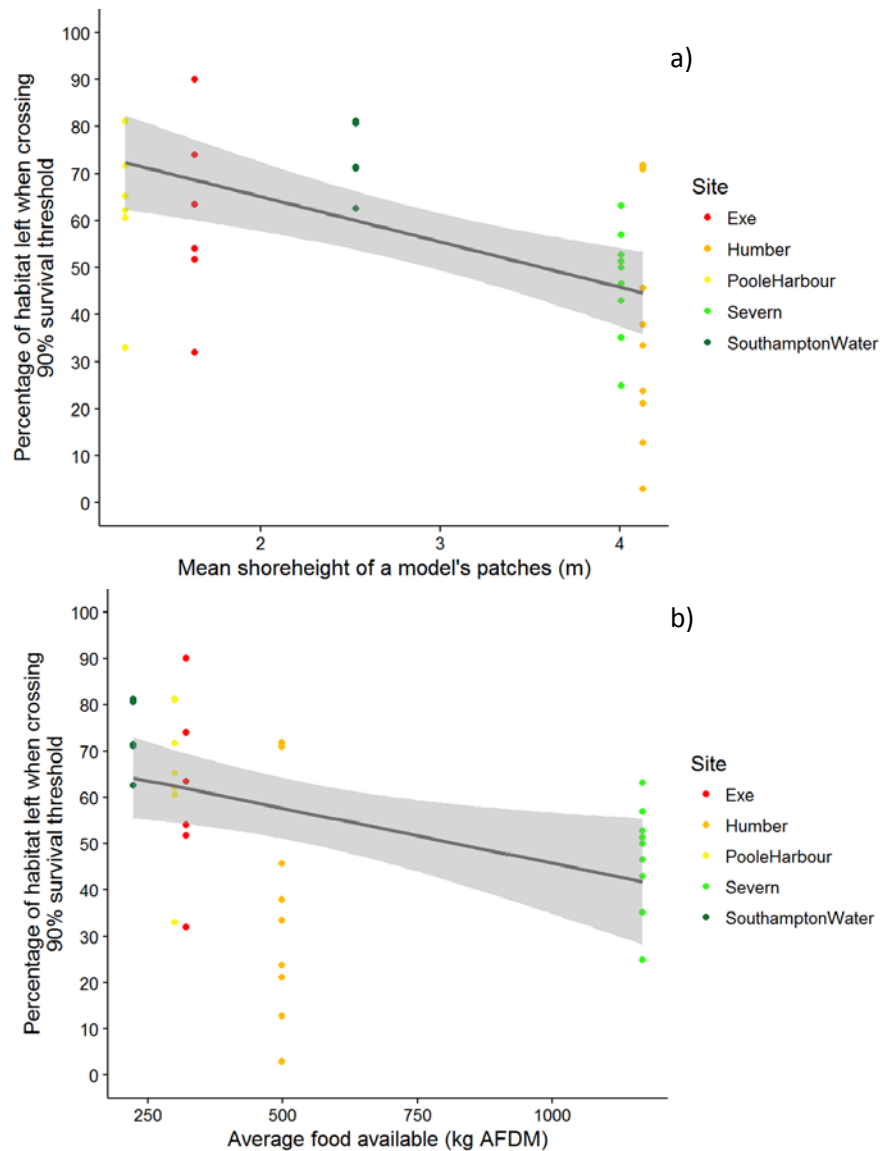 a)
Percentage of habitat left when crossing
90% survival threshold
100
90
80
70
60
50
40
30
20
10
0
2
3
4
Mean shoreheight of a model's patches (m)
Site
Exe
Humber
PooleHarbour
Severn
SouthamptonWater
b)
Percentage of habitat left when crossing
90% survival threshold
100
90
80
70
60
50
40
30
20
10
0
250
500
750
1000
Average food available (kg AFDM)
Site
Exe
Humber
PooleHarbour
Severn
SouthamptonWater